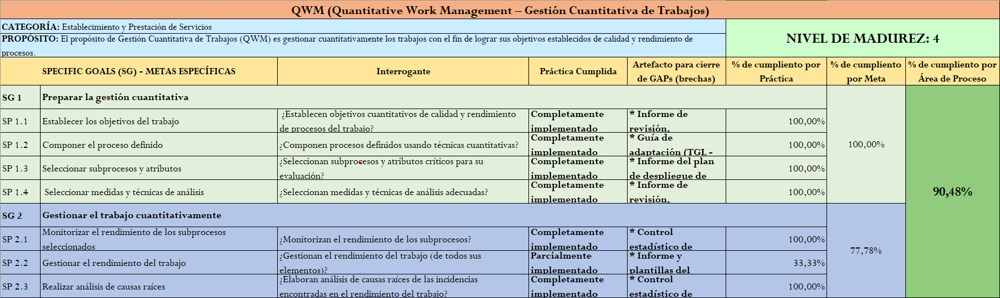 QWM (Quantitative Work Management – Gestión Cuantitativa de Trabajos)
CATEGORÍA: Establecimiento y Prestación de Servicios
PROPÓSITO: El propósito de Gestión Cuantitativa de Trabajos (QWM) es gestionar cuantitativamente los trabajos con el fin de lograr sus objetivos establecidos de calidad y rendimiento de
procesos.
NIVEL DE MADUREZ: 4
SPECIFIC GOALS (SG) - METAS ESPECÍFICAS
Interrogante
Práctica Cumplida
Artefacto para cierre
de GAPs (brechas)
% de cumpliento por
Práctica
% de cumpliento
por Meta
% de cumpliento por
Área de Proceso
SG 1
Preparar la gestión cuantitativa
100,00%
90,48%
SP 1.1
Establecer los objetivos del trabajo
¿Establecen objetivos cuantitativos de calidad y rendimiento
de procesos del trabajo?
Completamente
implementado
* Informe de
revisión,
100,00%
SP 1.2
Componer el proceso definido
¿Componen procesos definidos usando técnicas cuantitativas?
Completamente
implementado
* Guía de
adaptación (TGL -
100,00%
SP 1.3
Seleccionar subprocesos y atributos
¿Seleccionan subprocesos y atributos críticos para su
evaluación?
Completamente
implementado
* Informe del plan
de despliegue de
100,00%
SP 1.4
Seleccionar medidas y técnicas de análisis
¿Seleccionan medidas y técnicas de análisis adecuadas?
Completamente
implementado
* Informe de
revisión,
100,00%
SG 2
Gestionar el trabajo cuantitativamente
77,78%
SP 2.1
Monitorizar el rendimiento de los subprocesos
seleccionados
¿Monitorizan el rendimiento de los subprocesos?
Completamente
implementado
* Control
estadístico de
100,00%
SP 2.2
Gestionar el rendimiento del trabajo
¿Gestionan el rendimiento del trabajo (de todos sus
elementos)?
Parcialmente
implementado
* Informe y
plantillas del
33,33%
SP 2.3
Realizar análisis de causas raíces
¿Elaboran análisis de causas raíces de las incidencias
encontradas en el rendimiento del trabajo?
Completamente
implementado
* Control
estadístico de
100,00%